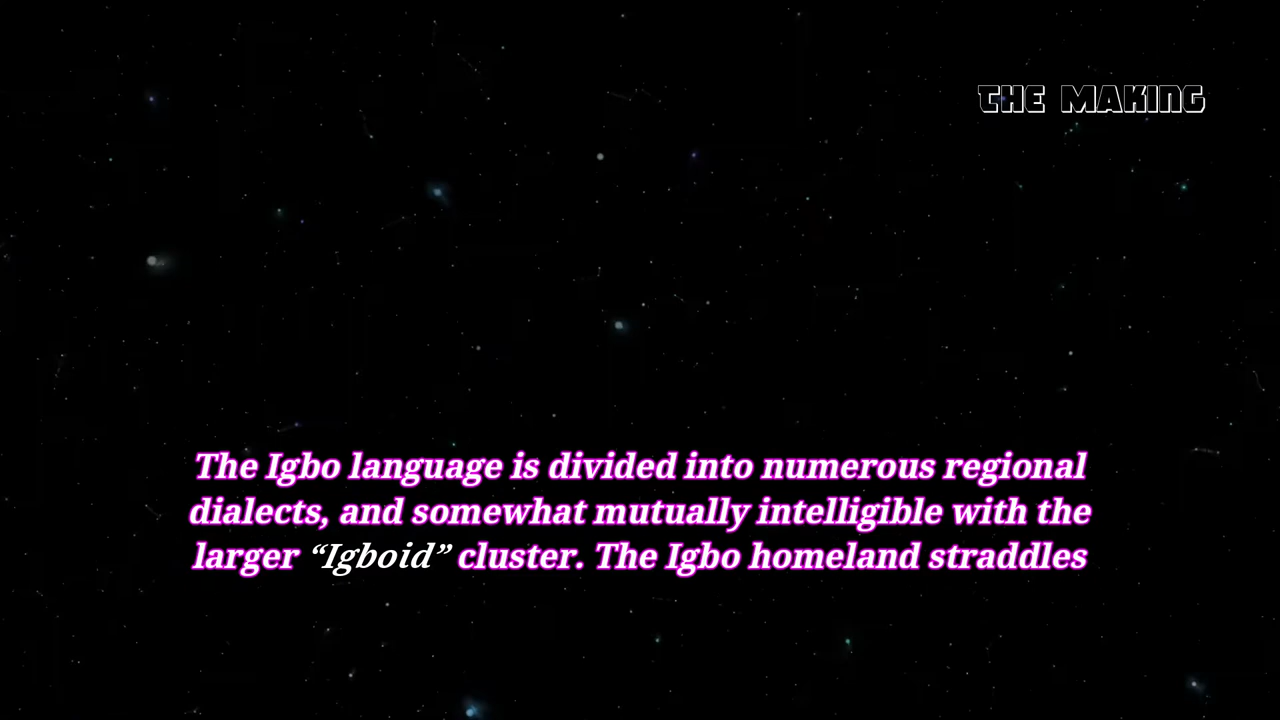 THE MAKING
The Igbo language is divided into numerous regional
dialects, and somewhat mutually intelligible with the
larger “Igboid” cluster. The Igbo homeland straddles